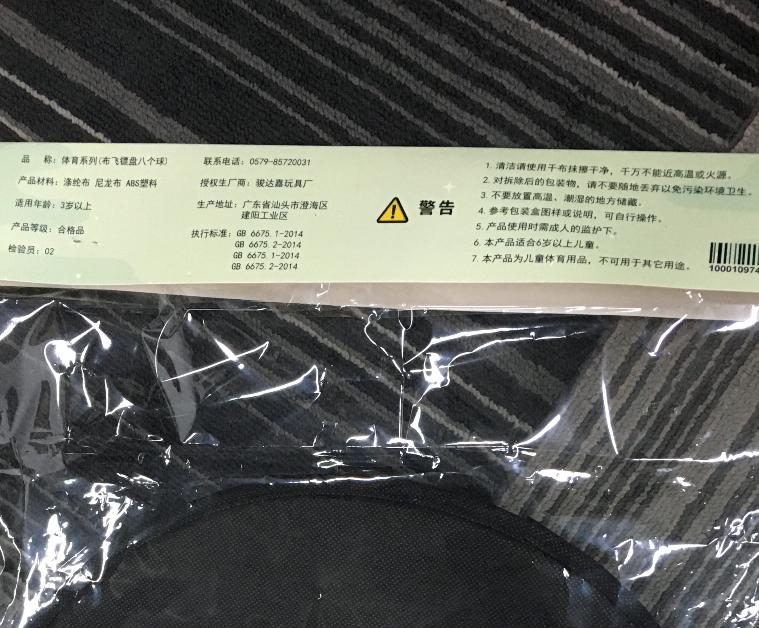 品　称：体育系列(布飞镖盘八个球)
产品材料：涤纶布 尼龙布 ABS塑料
适用年龄：3岁以上
产品等级：合格品
检验员：02
联系电话：0579-85720031
授权生厂商：骏达嘉玩具厂
生产地址：广东省汕头市澄海区
建阳工业区
执行标准：GB 6675.1-2014
GB 6675.2-2014
GB 6675.1-2014
GB 6675.2-2014
警告
1. 清洁请使用干布抹擦干净，千万不能近高温或火源。
2. 对拆除后的包装物，请不要随地丢弃以免污染环境卫生。
3. 不要放置高温、潮湿的地方储藏。
4. 参考包装盒图样或说明，可自行操作。
5. 产品使用时需成人的监护下。
6. 本产品适合6岁以上儿童。
7. 本产品为儿童体育用品，不可用于其它用途。
100010974